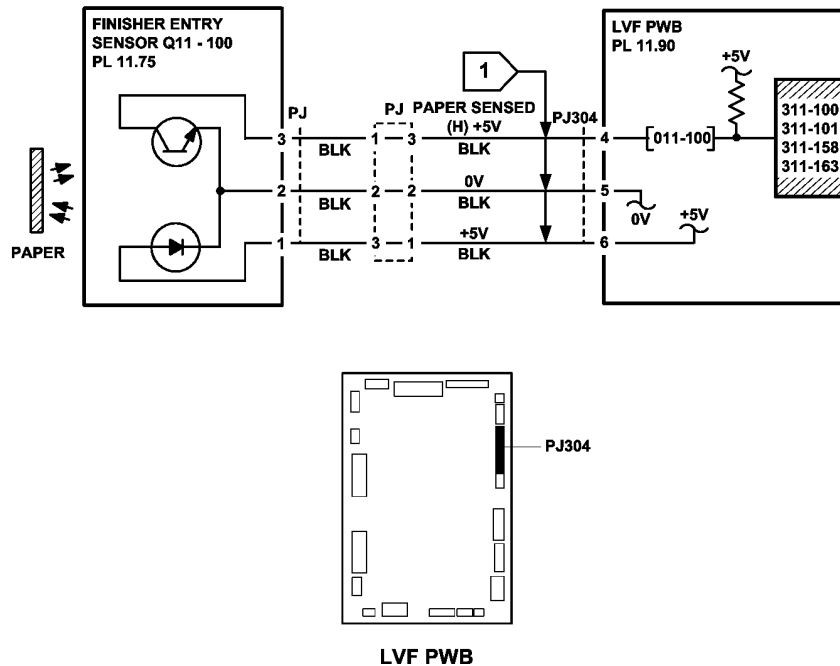 FINISHER ENTRY
SENSOR Q11 - 100
PL 11.75
LVF PWB
PL 11.90
+5V
1
PJ
PJ
PAPER SENSED
(H) +5V
PJ304
3
BLK
1
3
BLK
4
[011-100]
311-100
311-101
311-158
311-163
2
BLK
2
2
0V
BLK
5
0V
1
BLK
3
1
+5V
BLK
6
+5V
PAPER
PJ304
LVF PWB